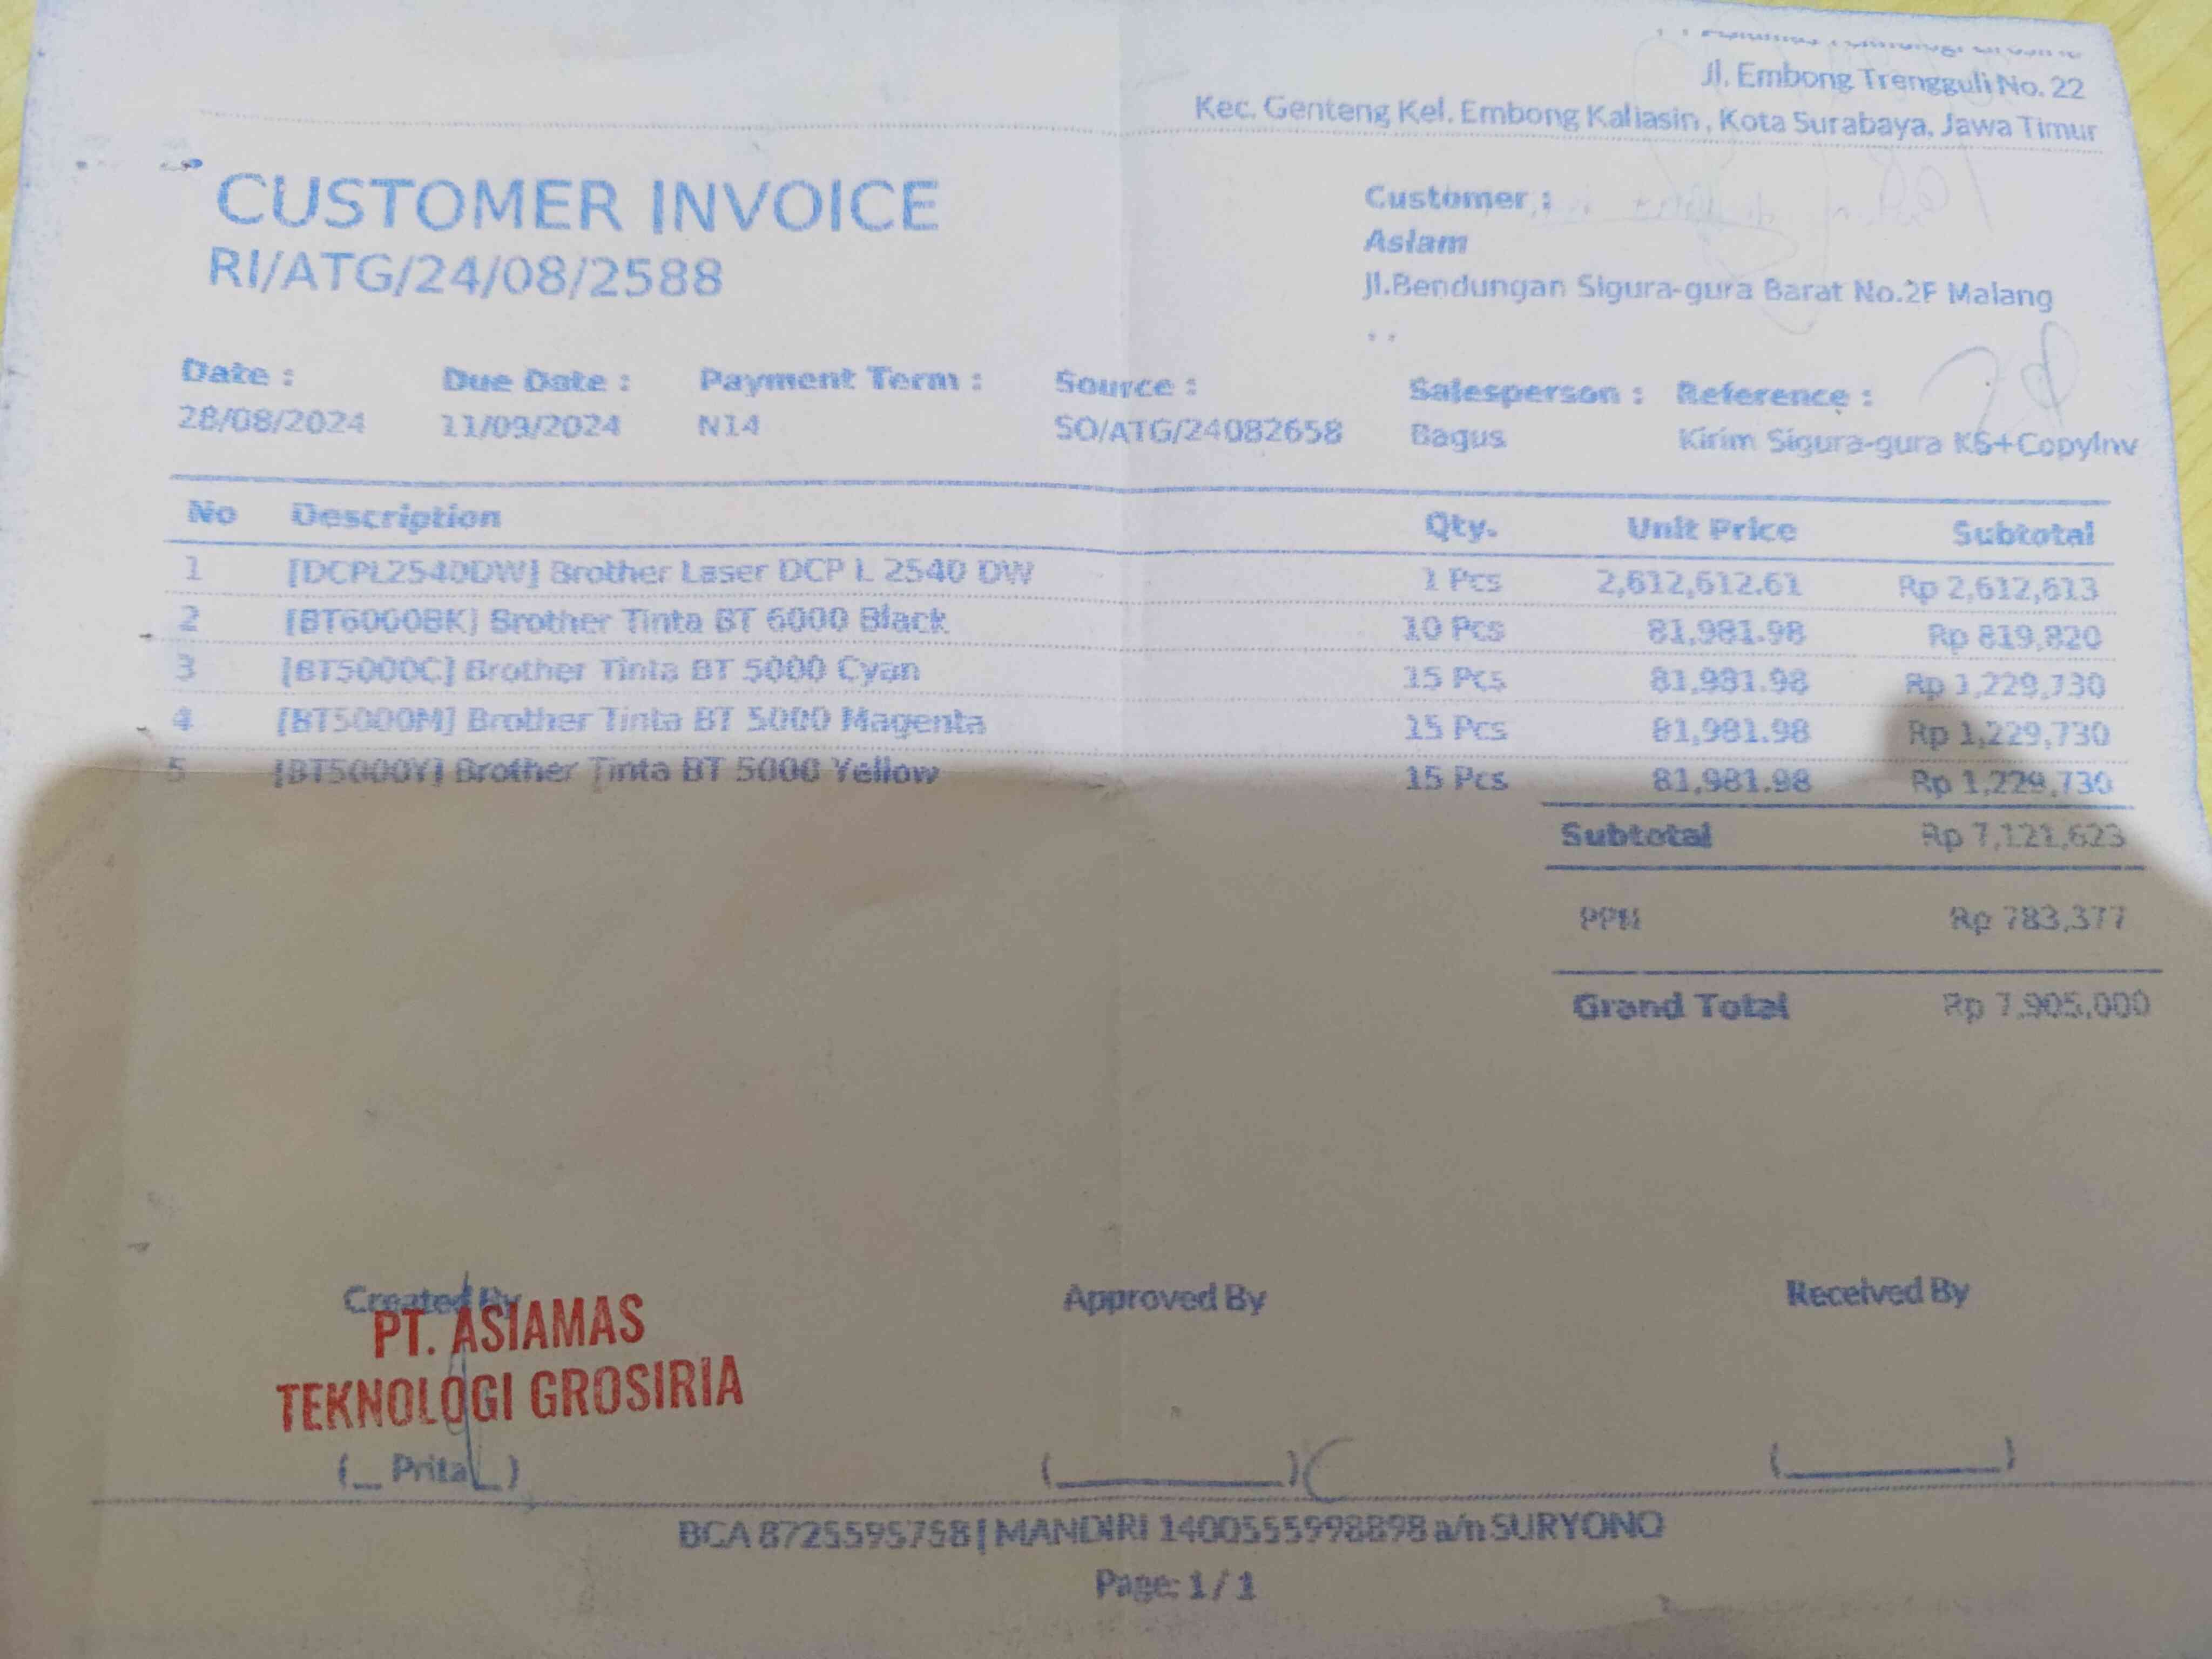 Jl. Embong Trengguli No. 22
Kec. Genteng Kel. Embong Kaliasin, Kota Surabaya, Jawa Timur
CUSTOMER INVOICE
RI/ATG/24/08/2588
Customer :
Aslam
Jl.Bendungan Sigura-gura Barat No.2F Malang
, ,
Date : Due Date : Payment Term : Source : Salesperson : Reference :
28/08/2024 11/09/2024 N14 SO/ATG/24082658 Bagus Kirim Sigura-gura KS+CopyInv
No Description Qty. Unit Price Subtotal
1 [DCPL2540DW] Brother Laser DCP L 2540 DW 1 Pcs 2,612,612.61 Rp 2,612,613
2 [BT6000BK] Brother Tinta BT 6000 Black 10 Pcs 81,981.98 Rp 819,820
3 [BT5000C] Brother Tinta BT 5000 Cyan 15 Pcs 81,981.98 Rp 1,229,730
4 [BT5000M] Brother Tinta BT 5000 Magenta 15 Pcs 81,981.98 Rp 1,229,730
5 [BT5000Y] Brother Tinta BT 5000 Yellow 15 Pcs 81,981.98 Rp 1,229,730
Subtotal Rp 7,121,623
PPN Rp 783,377
Grand Total Rp 7,905,000
Created By Approved By Received By
PT. ASIAMAS
TEKNOLOGI GROSIRIA
(__ Prita __) (__________) (__________)
BCA 8725595758 | MANDIRI 1400555998898 a/n SURYONO
Page: 1 / 1